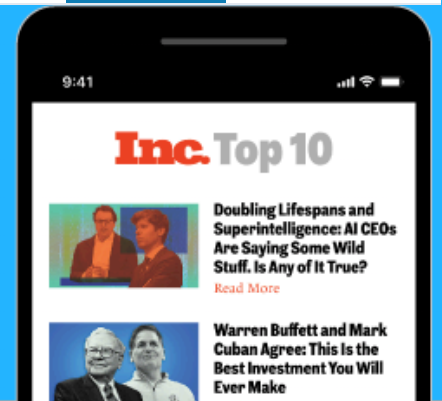 9:41
Inc. Top 10
Doubling Lifespans and
Superintelligence: AI CEOs
Are Saying Some Wild
Stuff. Is Any of It True?
Read More
Warren Buffett and Mark
Cuban Agree: This Is the
Best Investment You Will
Ever Make